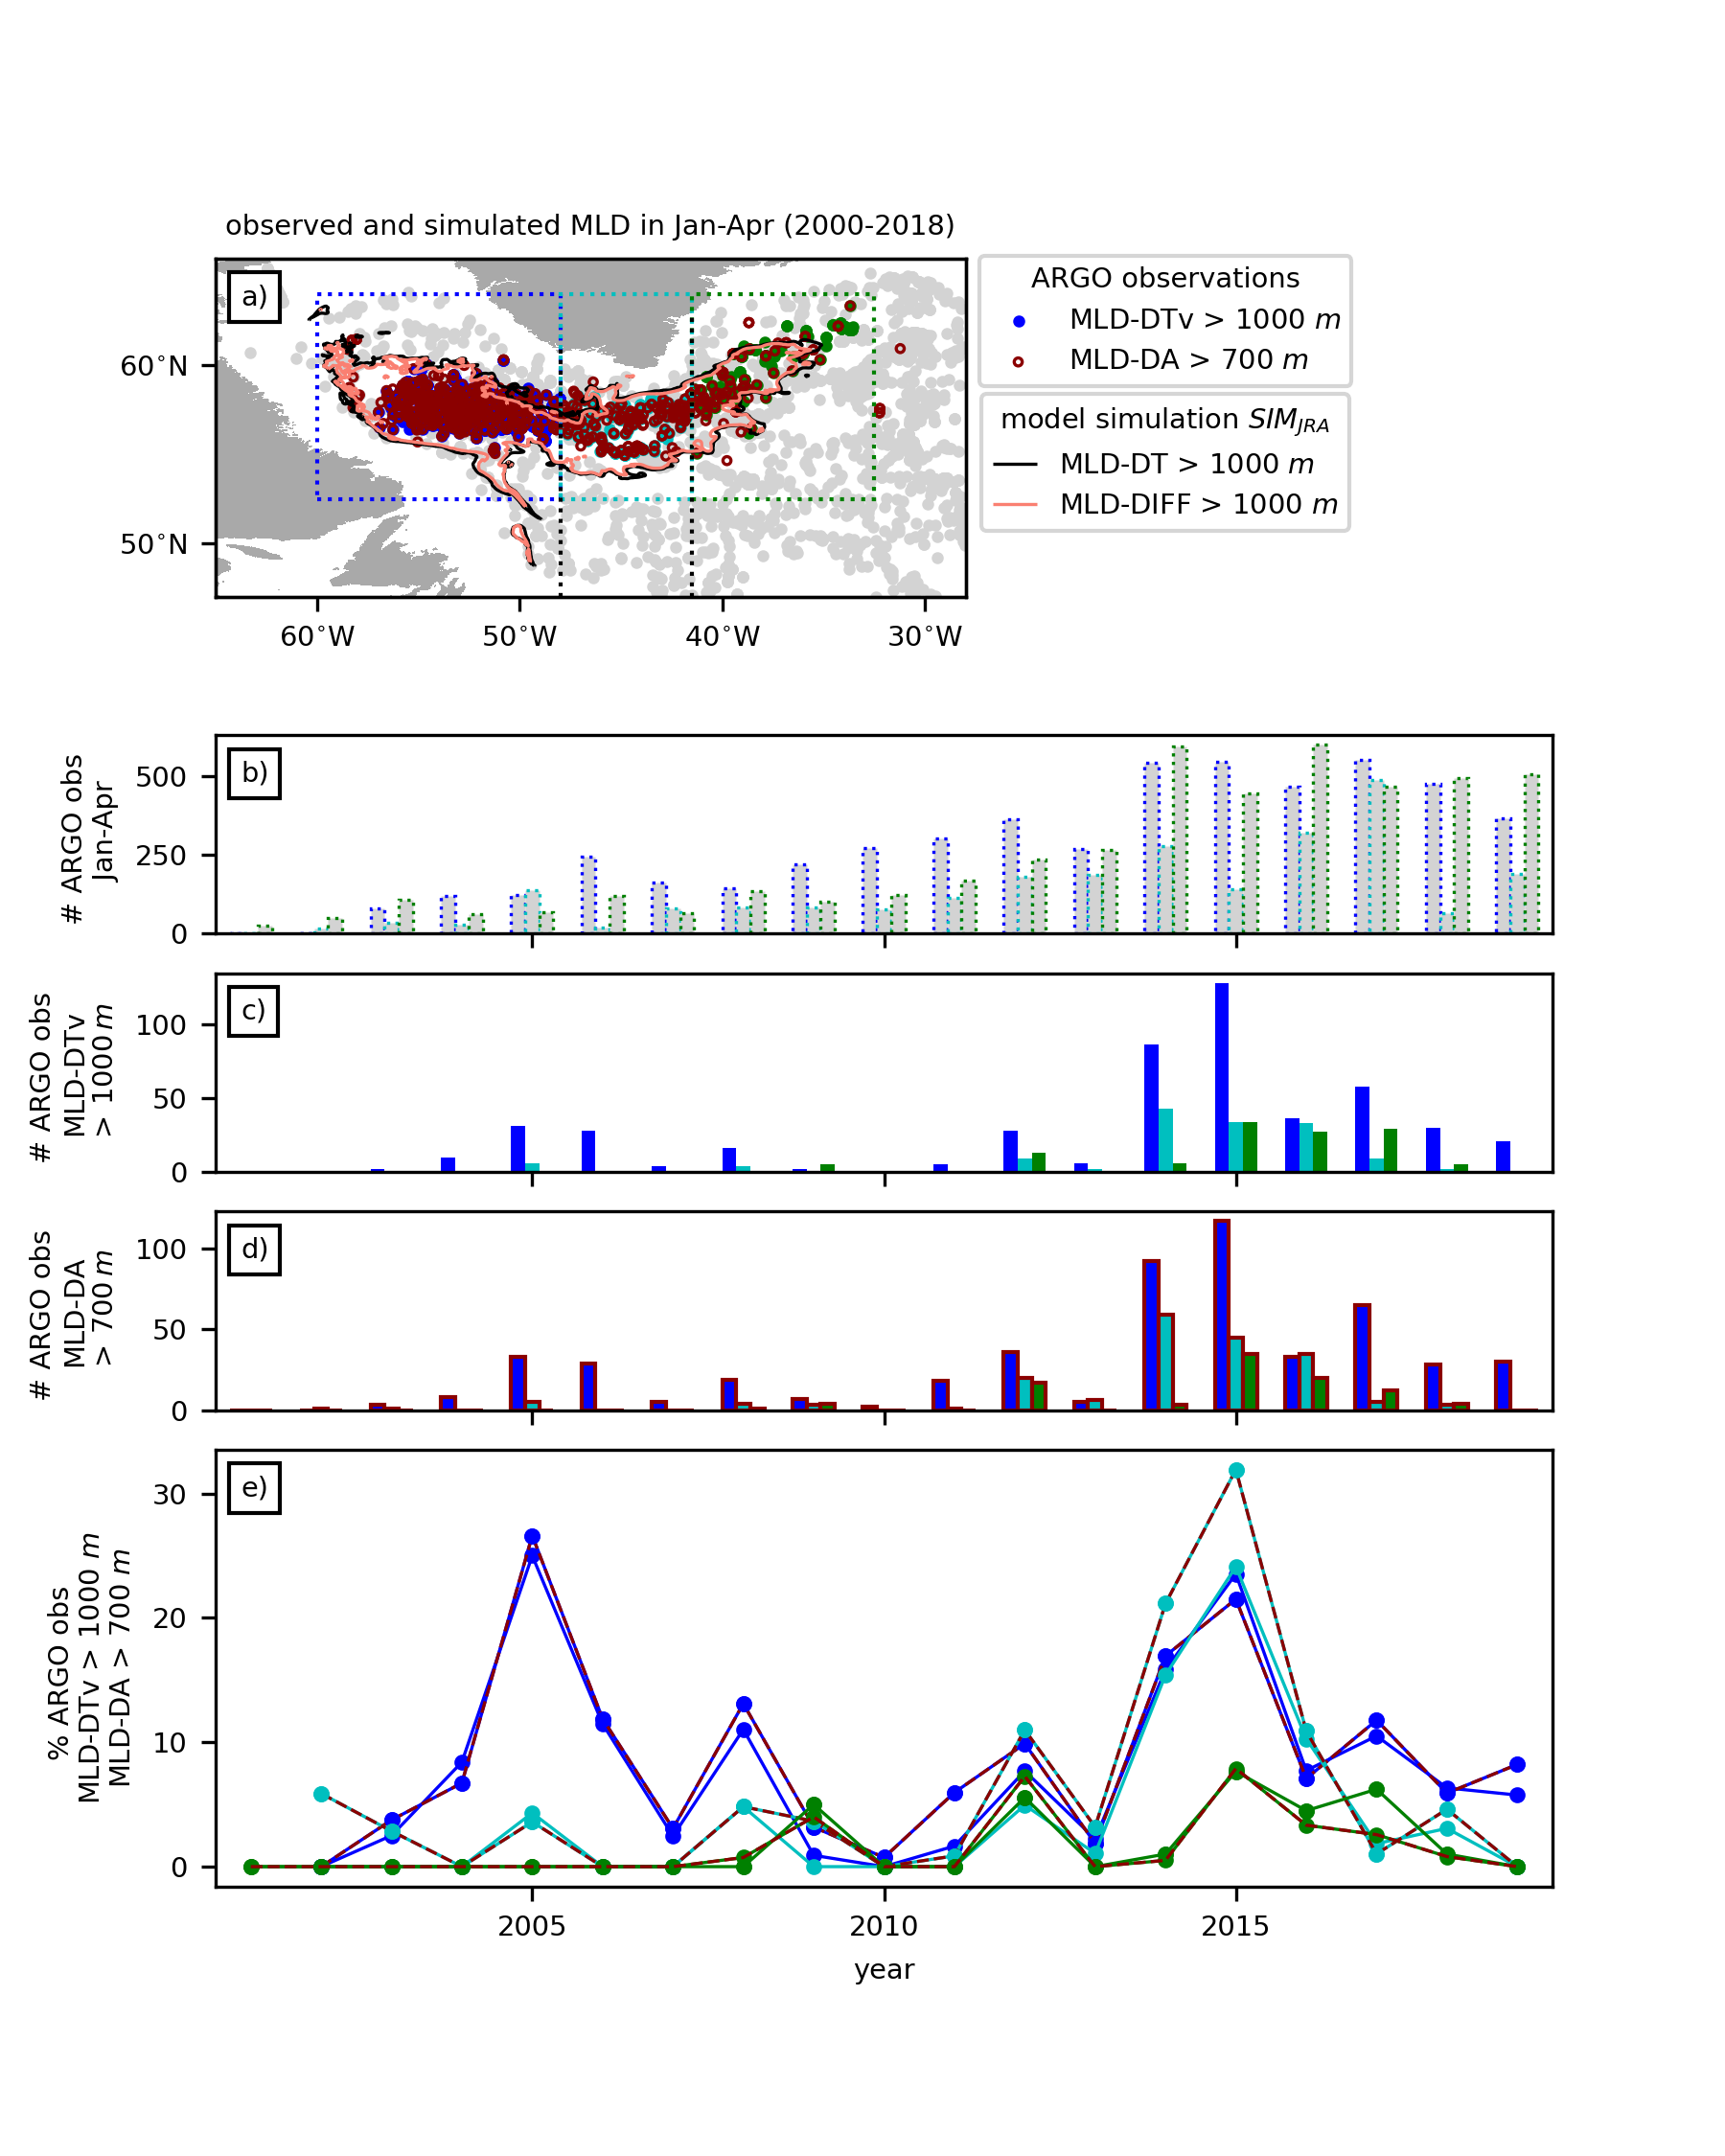 observed and simulated MLD in Jan-Apr (2000-2018)
a)
60°N
50°N
60°W
50°W
40°W
30°W
ARGO observations
MLD-DTv > 1000 m
MLD-DA > 700 m
model simulation SIM_JRA
MLD-DT > 1000 m
MLD-DIFF > 1000 m
b)
# ARGO obs
Jan-Apr
500
250
0
c)
# ARGO obs
MLD-DTv
> 1000 m
100
50
0
d)
# ARGO obs
MLD-DA
> 700 m
100
50
0
e)
% ARGO obs
MLD-DTv > 1000 m
MLD-DA > 700 m
30
20
10
0
2005
2010
2015
year